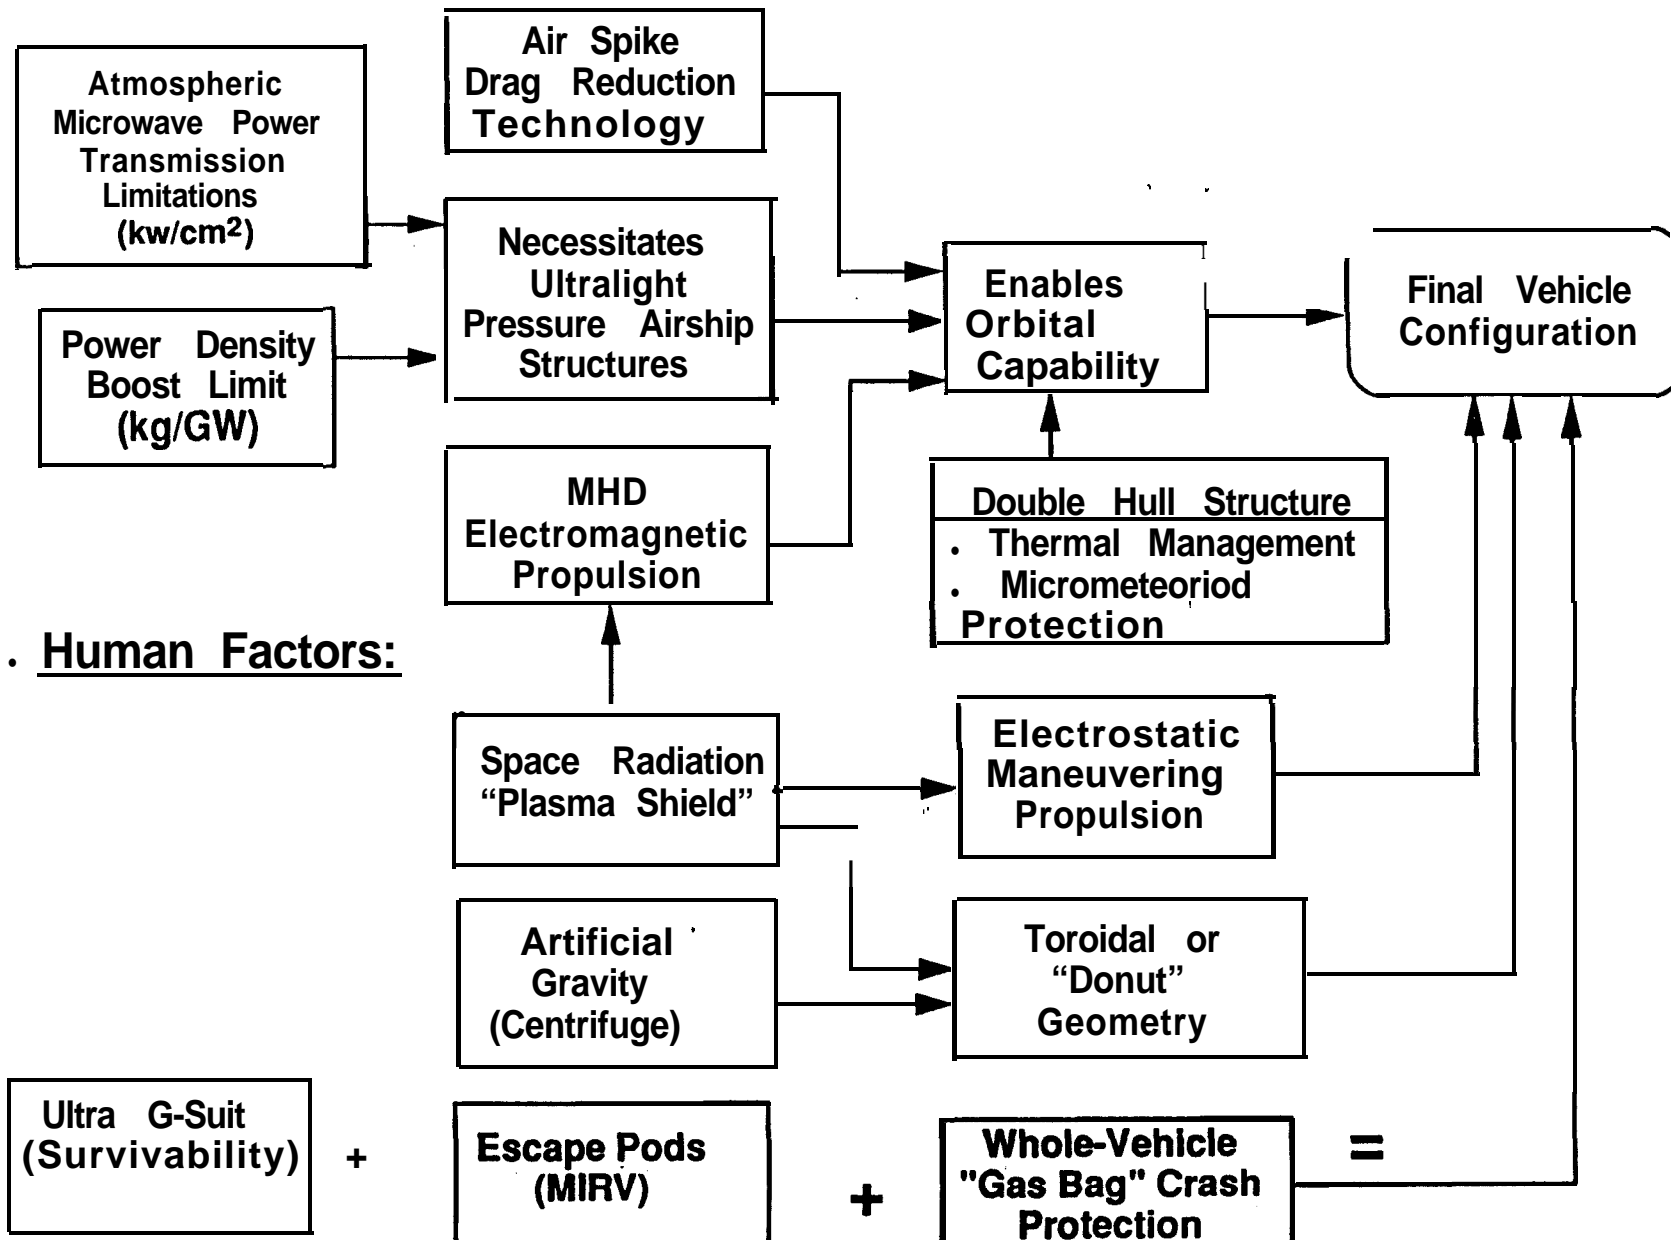 Air Spike
Drag Reduction
Technology
Atmospheric
Microwave Power
Transmission
Limitations
(kw/cm²)
Necessitates
Ultralight
Pressure Airship
Structures
Enables
Orbital
Capability
Final Vehicle
Configuration
Power Density
Boost Limit
(kg/GW)
MHD
Electromagnetic
Propulsion
Double Hull Structure
. Thermal Management
. Micrometeoriod
Protection
. Human Factors:
Space Radiation
“Plasma Shield”
Electrostatic
Maneuvering
Propulsion
Artificial
Gravity
(Centrifuge)
Toroidal or
“Donut”
Geometry
Ultra G-Suit
(Survivability)
+
Escape Pods
(MIRV)
+
Whole-Vehicle
"Gas Bag" Crash
Protection
=